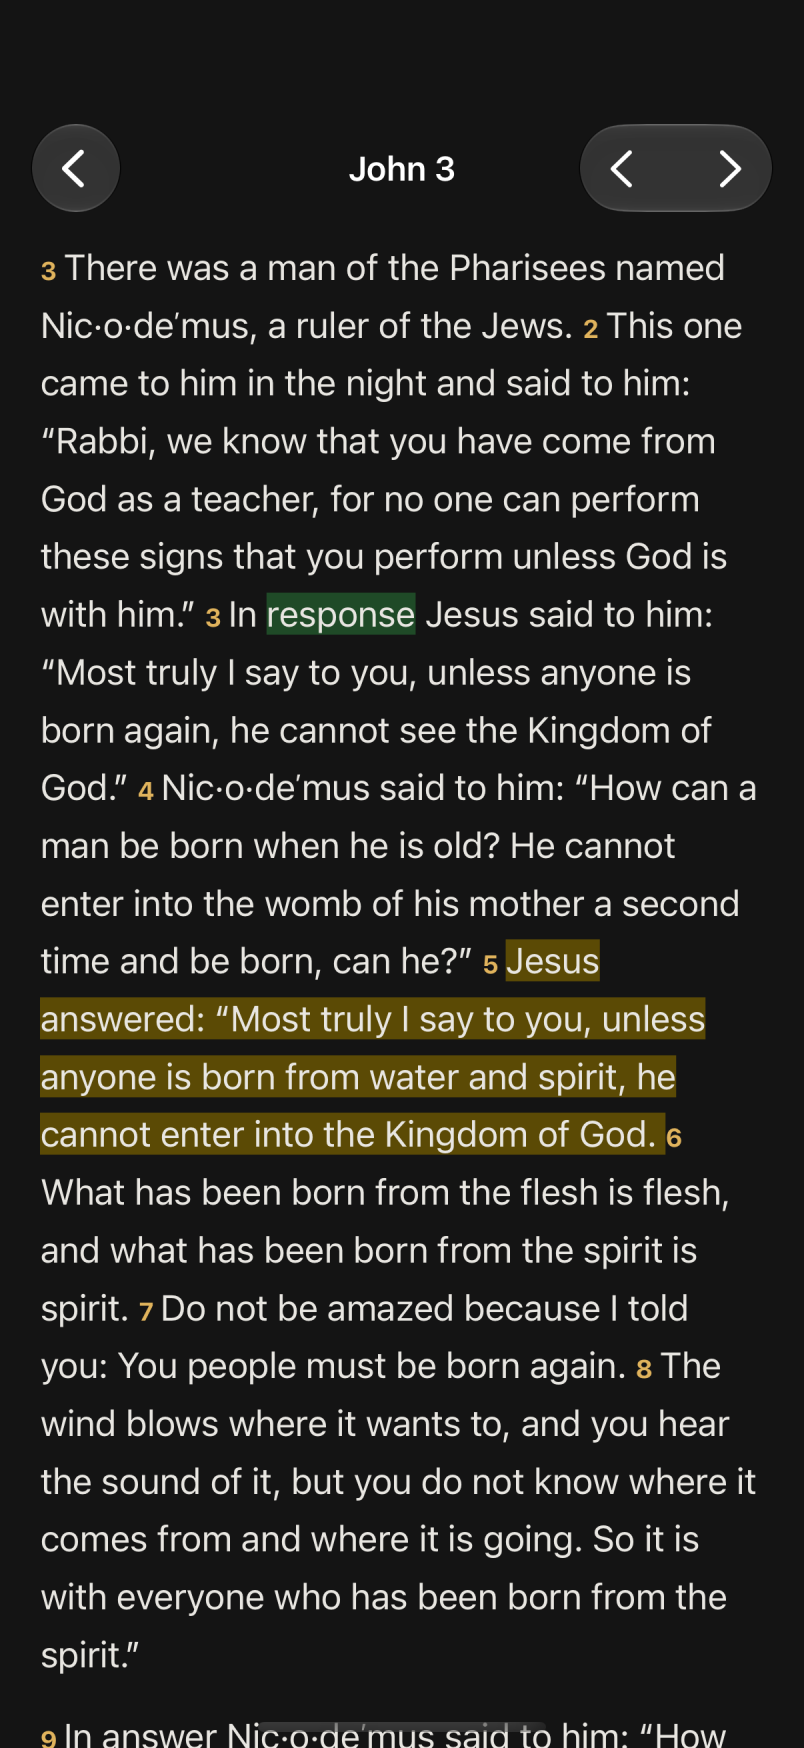 John 3
3 There was a man of the Pharisees named
Nic·o·deʹmus, a ruler of the Jews. 2 This one
came to him in the night and said to him:
“Rabbi, we know that you have come from
God as a teacher, for no one can perform
these signs that you perform unless God is
with him.” 3 In response Jesus said to him:
“Most truly I say to you, unless anyone is
born again, he cannot see the Kingdom of
God.” 4 Nic·o·deʹmus said to him: “How can a
man be born when he is old? He cannot
enter into the womb of his mother a second
time and be born, can he?” 5 Jesus
answered: “Most truly I say to you, unless
anyone is born from water and spirit, he
cannot enter into the Kingdom of God. 6
What has been born from the flesh is flesh,
and what has been born from the spirit is
spirit. 7 Do not be amazed because I told
you: You people must be born again. 8 The
wind blows where it wants to, and you hear
the sound of it, but you do not know where it
comes from and where it is going. So it is
with everyone who has been born from the
spirit.”
9 In answer Nic·o·deʹmus said to him: “How